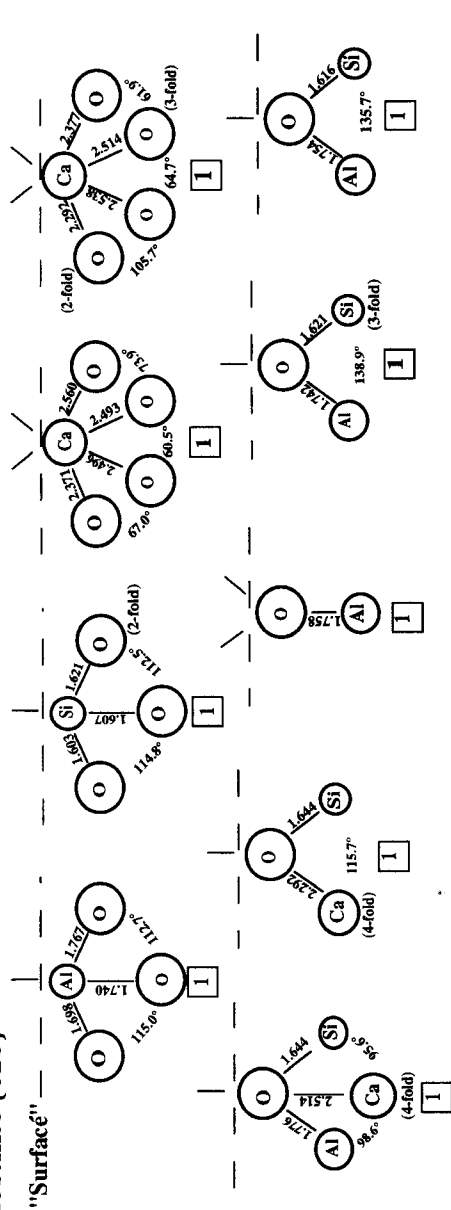 "Surface"
Al
1.698
1.740
1.767
O
O
O
115.0°
112.7°
1
Si
1.603
1.607
1.621
O
O
O
(2-fold)
114.8°
112.5°
1
Ca
2.371
2.496
2.493
2.560
O
O
O
O
67.0°
60.5°
73.9°
1
Ca
2.292
2.538
2.514
2.377
(2-fold)
O
O
O
O
(3-fold)
105.7°
64.7°
61.9°
1
O
1.776
2.514
1.644
Al
Ca
Si
98.6°
(4-fold)
95.6°
1
O
2.292
1.644
Ca
Si
(4-fold)
115.7°
1
O
1.758
Al
1
O
1.742
1.621
Al
Si
(3-fold)
138.9°
1
O
1.754
1.616
Al
Si
135.7°
1